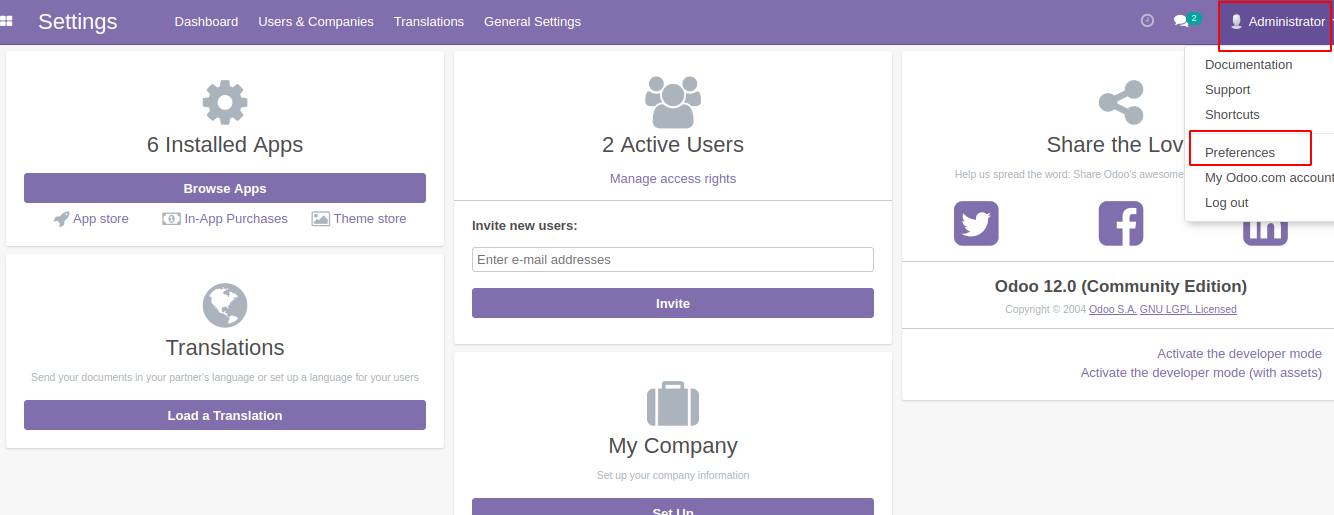 Settings
Dashboard
Users & Companies
Translations
General Settings
2
Administrator
Documentation
Support
Shortcuts
Preferences
My Odoo.com account
Log out
6 Installed Apps
Browse Apps
App store
In-App Purchases
Theme store
Translations
Send your documents in your partner's language or set up a language for your users
Load a Translation
2 Active Users
Manage access rights
Invite new users:
Enter e-mail addresses
Invite
My Company
Set up your company information
Set Up
Share the Lov
Help us spread the word: Share Odoo's awesome
Odoo 12.0 (Community Edition)
Copyright © 2004 Odoo S.A. GNU LGPL Licensed
Activate the developer mode
Activate the developer mode (with assets)